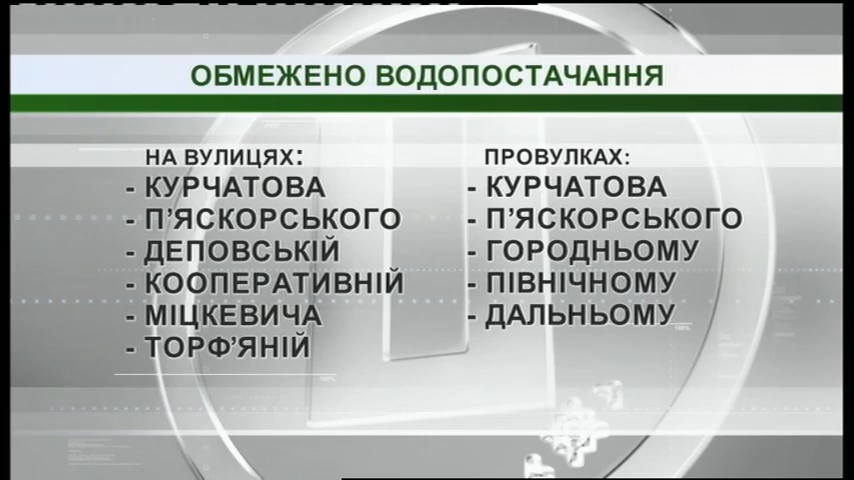 ОБМЕЖЕНО ВОДОПОСТАЧАННЯ
НА ВУЛИЦЯХ:
- КУРЧАТОВА
- П’ЯСКОРСЬКОГО
- ДЕПОВСЬКІЙ
- КООПЕРАТИВНІЙ
- МІЦКЕВИЧА
- ТОРФ’ЯНІЙ
ПРОВУЛКАХ:
- КУРЧАТОВА
- П’ЯСКОРСЬКОГО
- ГОРОДНЬОМУ
- ПІВНІЧНОМУ
- ДАЛЬНЬОМУ